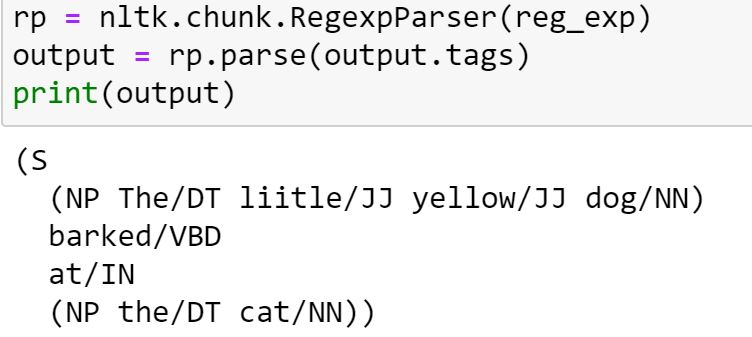 rp = nltk.chunk.RegexpParser(reg_exp)
output = rp.parse(output.tags)
print(output)
(S
  (NP The/DT liitle/JJ yellow/JJ dog/NN)
  barked/VBD
  at/IN
  (NP the/DT cat/NN))